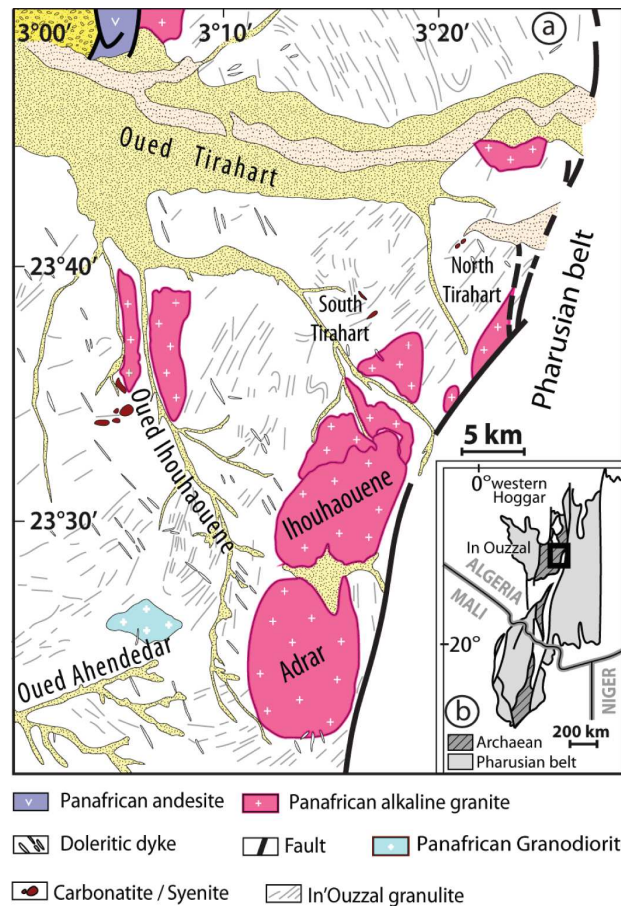 3°00'
3°10'
3°20'
a
Oued Tirahart
23°40'
North
Tirahart
South
Tirahart
Pharusian belt
5 km
Oued Ihouhaouene
Ihouhaouene
23°30'
Adrar
Oued Ahendedar
0°
western
Hoggar
In Ouzzal
ALGERIA
MALI
20°
NIGER
b
200 km
Archaean
Pharusian belt
v Panafrican andesite
+ Panafrican alkaline granite
Doleritic dyke
Fault
Panafrican Granodiorit
Carbonatite / Syenite
In'Ouzzal granulite